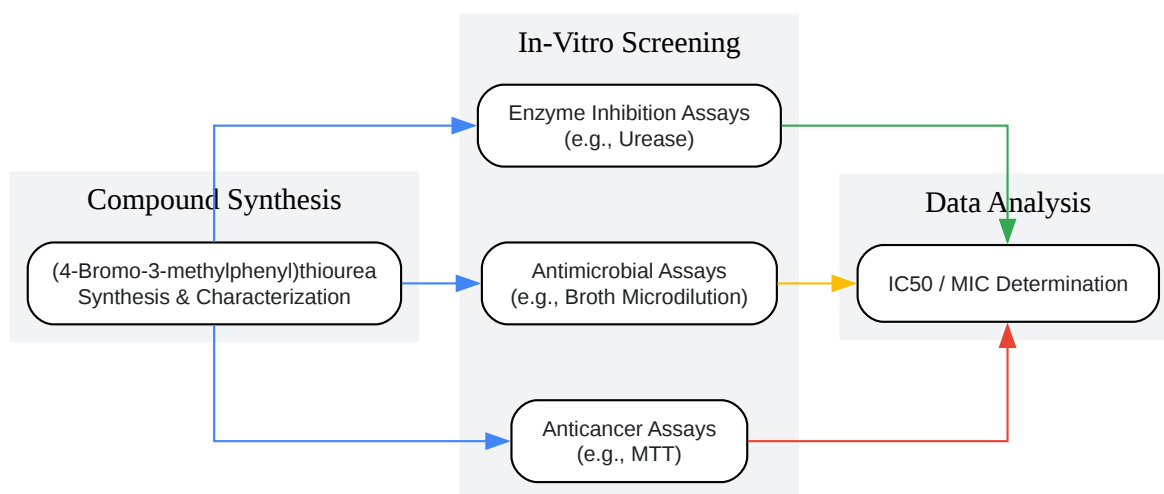 Compound Synthesis
(4-Bromo-3-methylphenyl)thiourea
Synthesis & Characterization
In-Vitro Screening
Enzyme Inhibition Assays
(e.g., Urease)
Antimicrobial Assays
(e.g., Broth Microdilution)
Anticancer Assays
(e.g., MTT)
Data Analysis
IC50 / MIC Determination